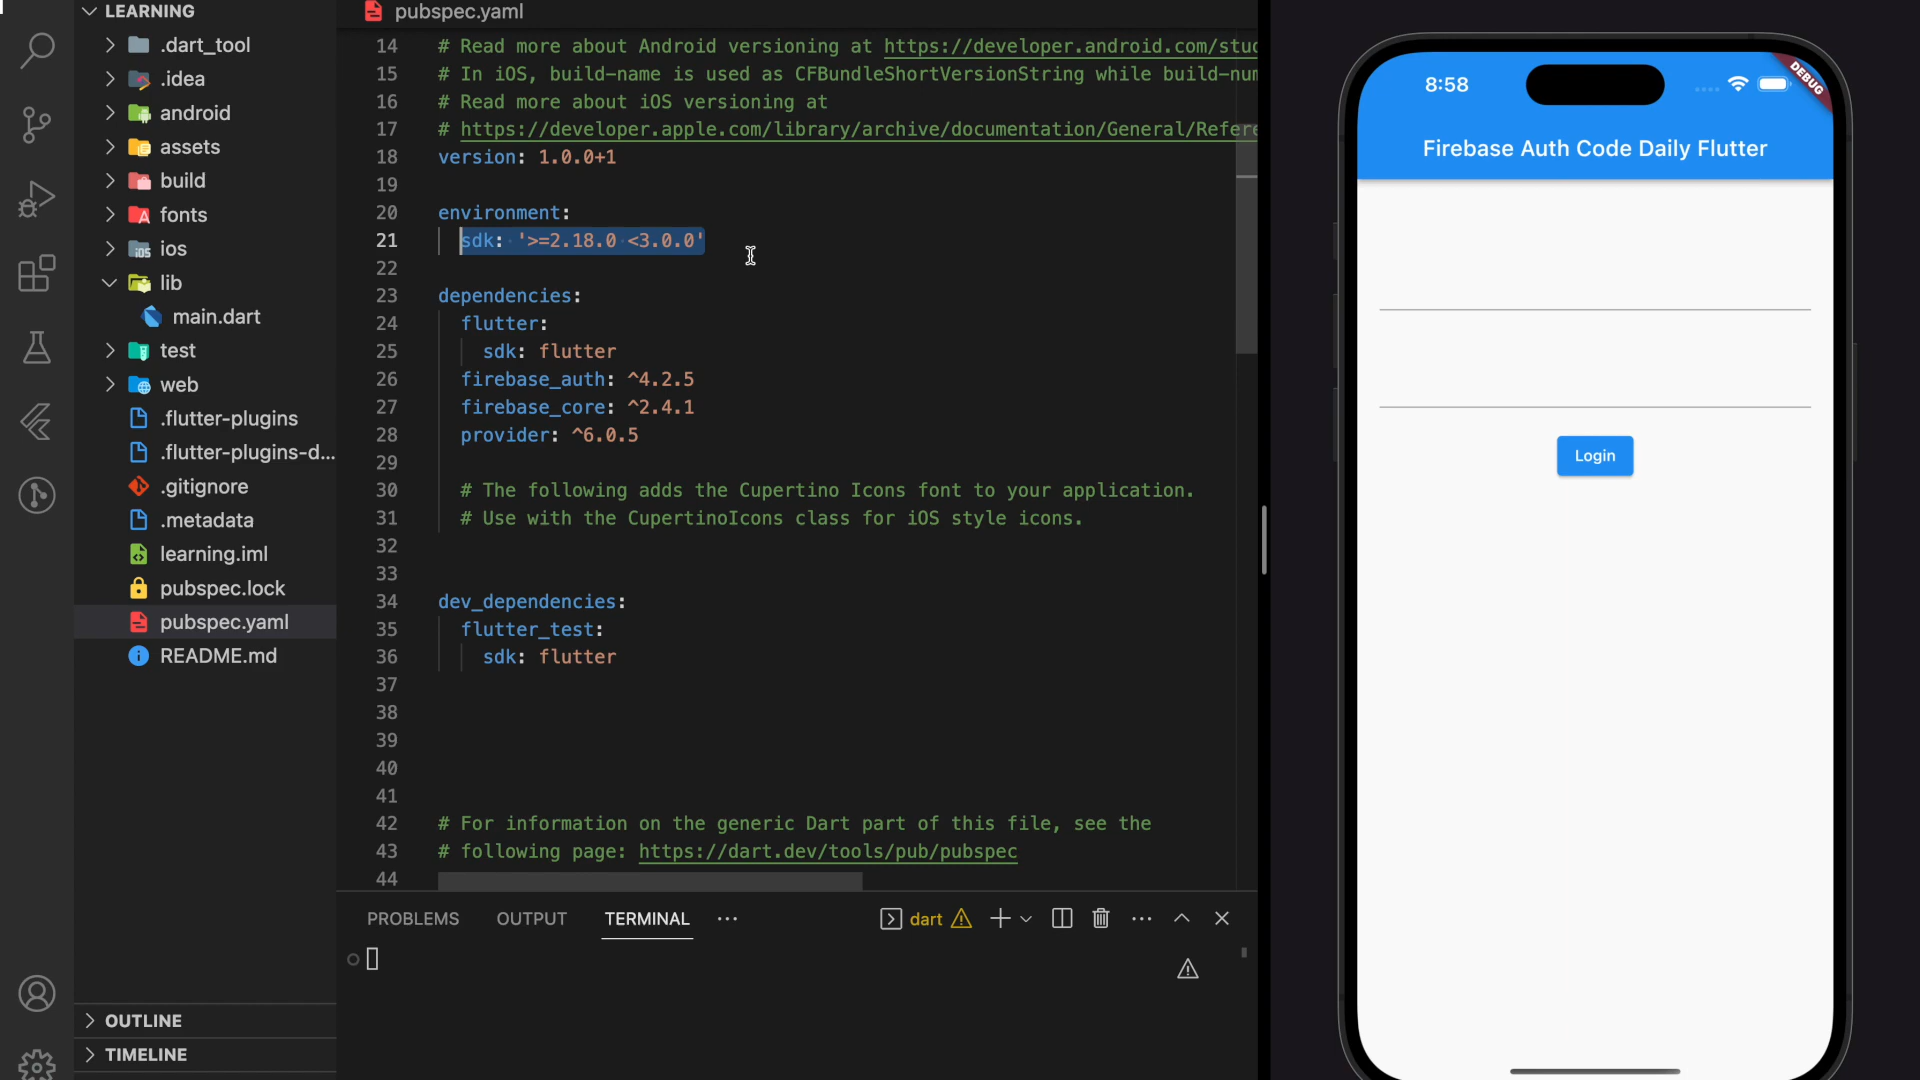 LEARNING
.dart_tool
.idea
android
assets
build
fonts
ios
lib
main.dart
test
web
.flutter-plugins
.flutter-plugins-d...
.gitignore
.metadata
learning.iml
pubspec.lock
pubspec.yaml
README.md
OUTLINE
TIMELINE
pubspec.yaml
14 # Read more about Android versioning at https://developer.android.com/stud
15 # In iOS, build-name is used as CFBundleShortVersionString while build-num
16 # Read more about iOS versioning at
17 # https://developer.apple.com/library/archive/documentation/General/Refere
18 version: 1.0.0+1
19
20 environment:
21 sdk: '>=2.18.0 <3.0.0'
22
23 dependencies:
24 flutter:
25 sdk: flutter
26 firebase_auth: ^4.2.5
27 firebase_core: ^2.4.1
28 provider: ^6.0.5
29
30 # The following adds the Cupertino Icons font to your application.
31 # Use with the CupertinoIcons class for iOS style icons.
32
33
34 dev_dependencies:
35 flutter_test:
36 sdk: flutter
37
38
39
40
41
42 # For information on the generic Dart part of this file, see the
43 # following page: https://dart.dev/tools/pub/pubspec
44
PROBLEMS OUTPUT TERMINAL ... dart
8:58
DEBUG
Firebase Auth Code Daily Flutter
Login